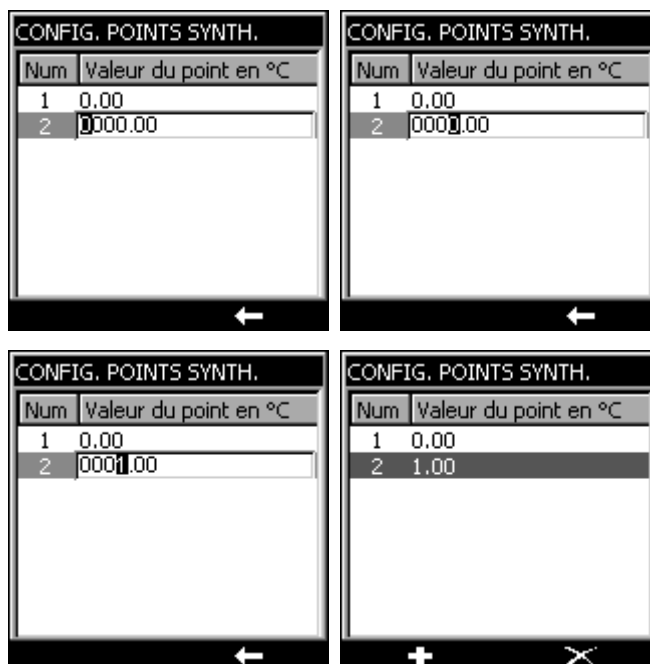 CONFIG. POINTS SYNTH.
Num Valeur du point en °C
1 0.00
2 0000.00
CONFIG. POINTS SYNTH.
Num Valeur du point en °C
1 0.00
2 0000.00
CONFIG. POINTS SYNTH.
Num Valeur du point en °C
1 0.00
2 0001.00
CONFIG. POINTS SYNTH.
Num Valeur du point en °C
1 0.00
2 1.00